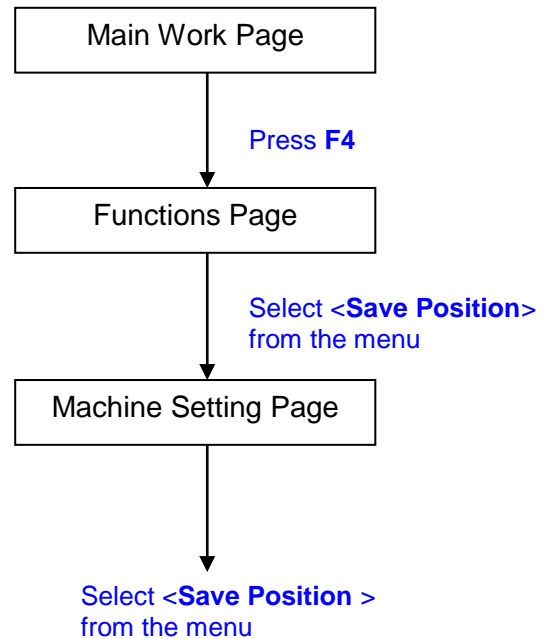 Main Work Page
Press F4
Functions Page
Select <Save Position>
from the menu
Machine Setting Page
Select <Save Position >
from the menu